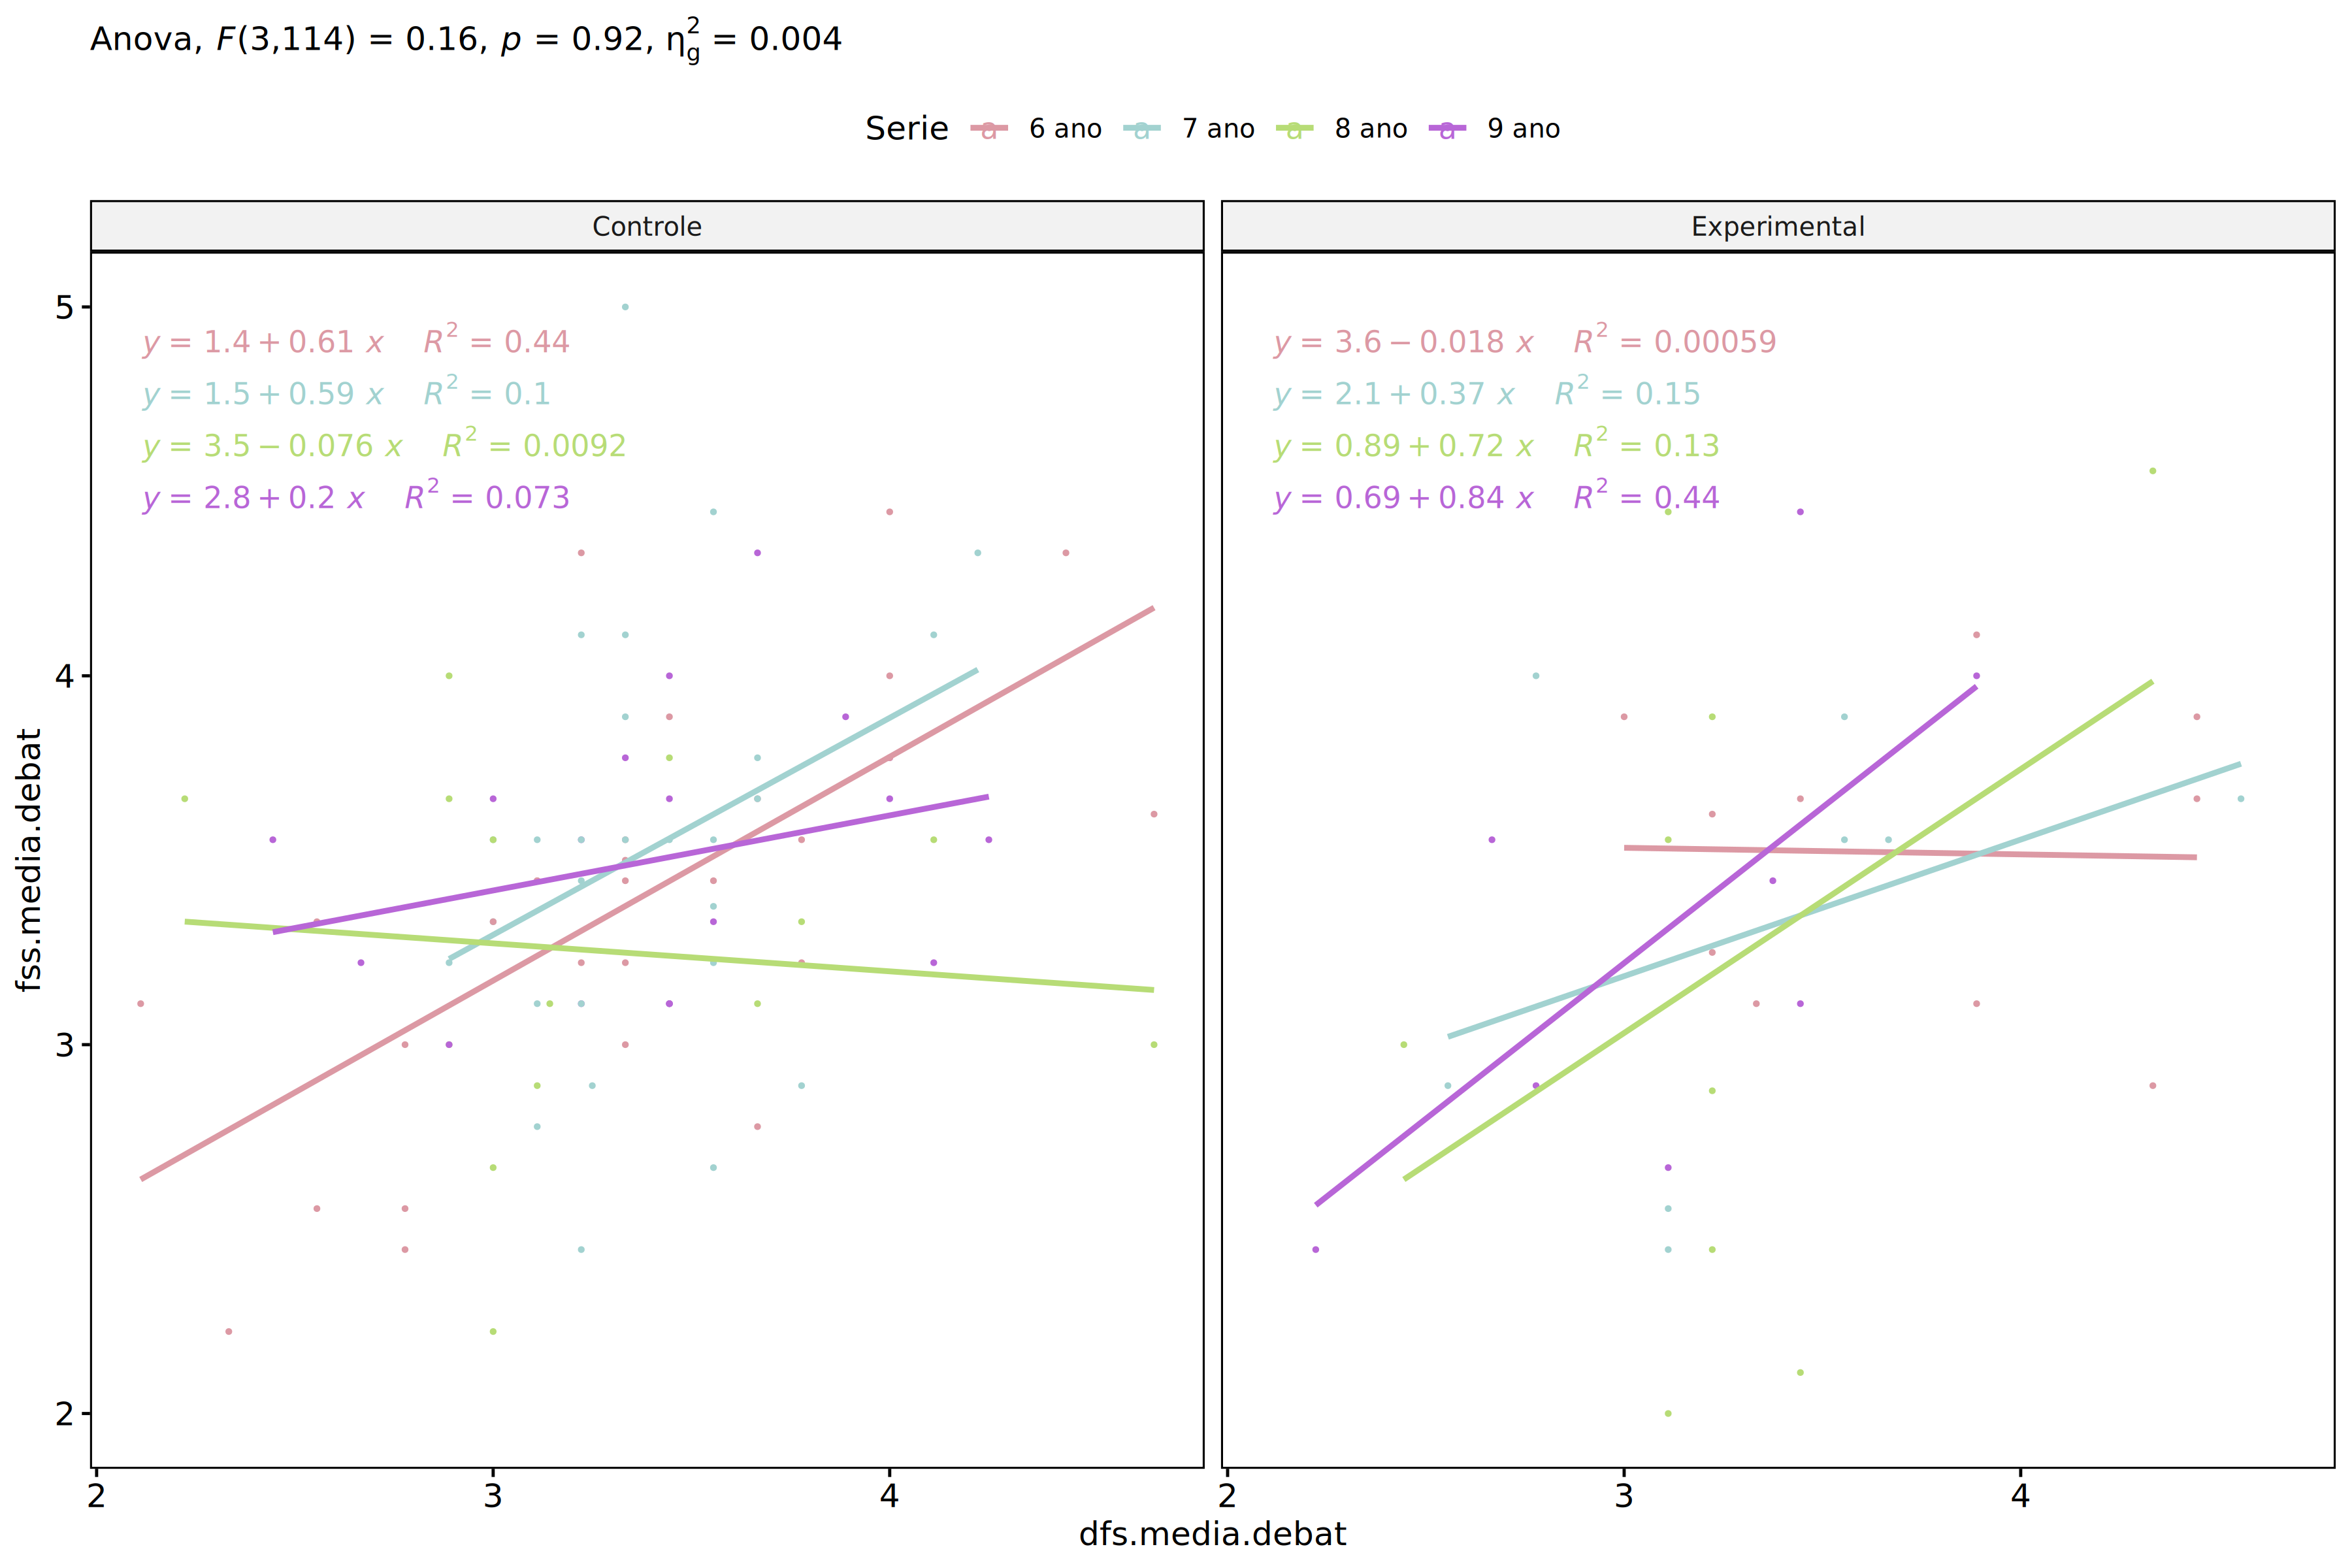 Anova, F(3,114) = 0.16, p = 0.92, η²g = 0.004
Serie a 6 ano a 7 ano a 8 ano a 9 ano
Controle
Experimental
y = 1.4 + 0.61 x R² = 0.44
y = 1.5 + 0.59 x R² = 0.1
y = 3.5 − 0.076 x R² = 0.0092
y = 2.8 + 0.2 x R² = 0.073
y = 3.6 − 0.018 x R² = 0.00059
y = 2.1 + 0.37 x R² = 0.15
y = 0.89 + 0.72 x R² = 0.13
y = 0.69 + 0.84 x R² = 0.44
5
4
3
2
fss.media.debat
2 3 4
2 3 4
dfs.media.debat